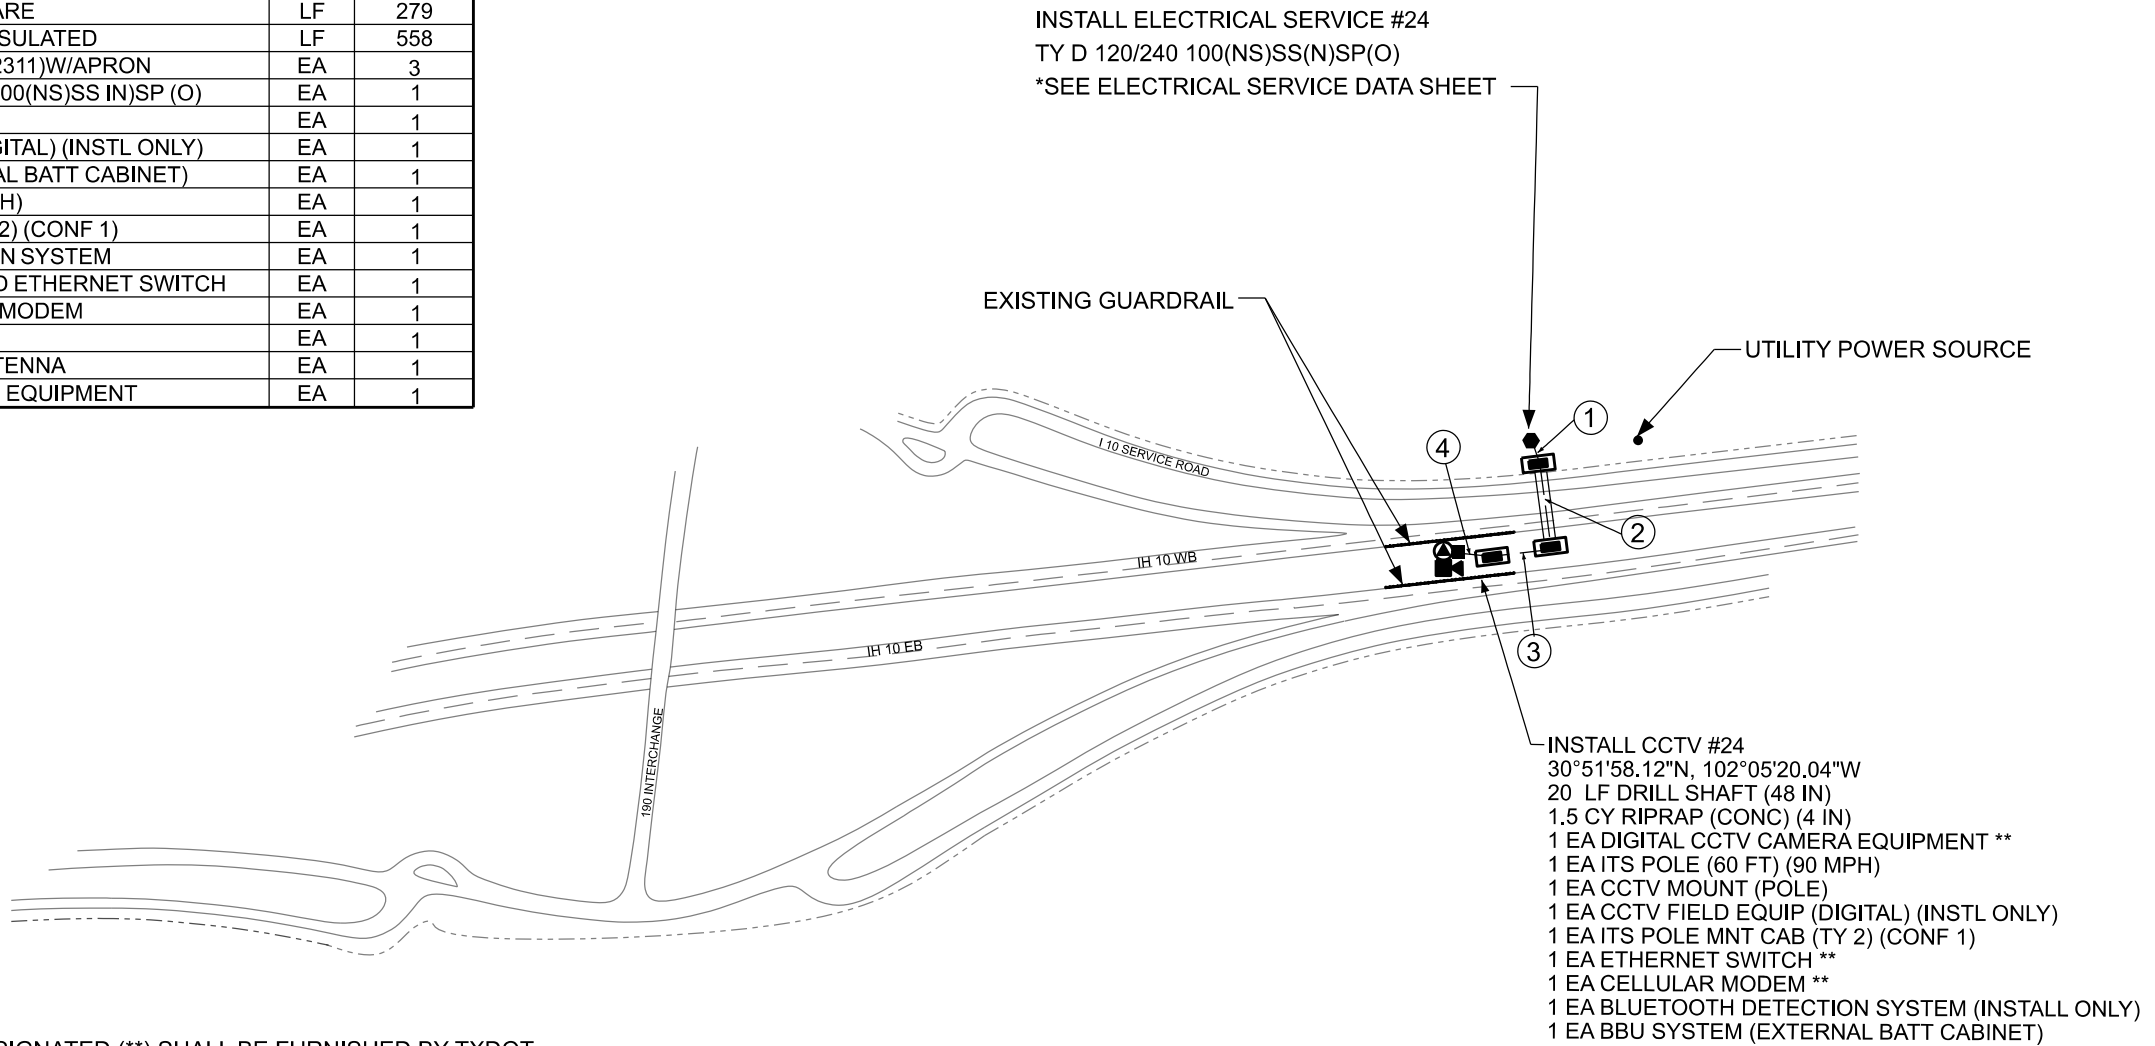 ARE LF 279
SULATED LF 558
2311)W/APRON EA 3
00(NS)SS IN)SP (O) EA 1
EA 1
GITAL) (INSTL ONLY) EA 1
AL BATT CABINET) EA 1
H) EA 1
2) (CONF 1) EA 1
N SYSTEM EA 1
D ETHERNET SWITCH EA 1
MODEM EA 1
EA 1
TENNA EA 1
EQUIPMENT EA 1
INSTALL ELECTRICAL SERVICE #24
TY D 120/240 100(NS)SS(N)SP(O)
*SEE ELECTRICAL SERVICE DATA SHEET
EXISTING GUARDRAIL
UTILITY POWER SOURCE
1
4
I 10 SERVICE ROAD
2
IH 10 WB
IH 10 EB
3
190 INTERCHANGE
INSTALL CCTV #24
30°51'58.12"N, 102°05'20.04"W
20 LF DRILL SHAFT (48 IN)
1.5 CY RIPRAP (CONC) (4 IN)
1 EA DIGITAL CCTV CAMERA EQUIPMENT **
1 EA ITS POLE (60 FT) (90 MPH)
1 EA CCTV MOUNT (POLE)
1 EA CCTV FIELD EQUIP (DIGITAL) (INSTL ONLY)
1 EA ITS POLE MNT CAB (TY 2) (CONF 1)
1 EA ETHERNET SWITCH **
1 EA CELLULAR MODEM **
1 EA BLUETOOTH DETECTION SYSTEM (INSTALL ONLY)
1 EA BBU SYSTEM (EXTERNAL BATT CABINET)
SIGNATED (**) SHALL BE FURNISHED BY TXDOT